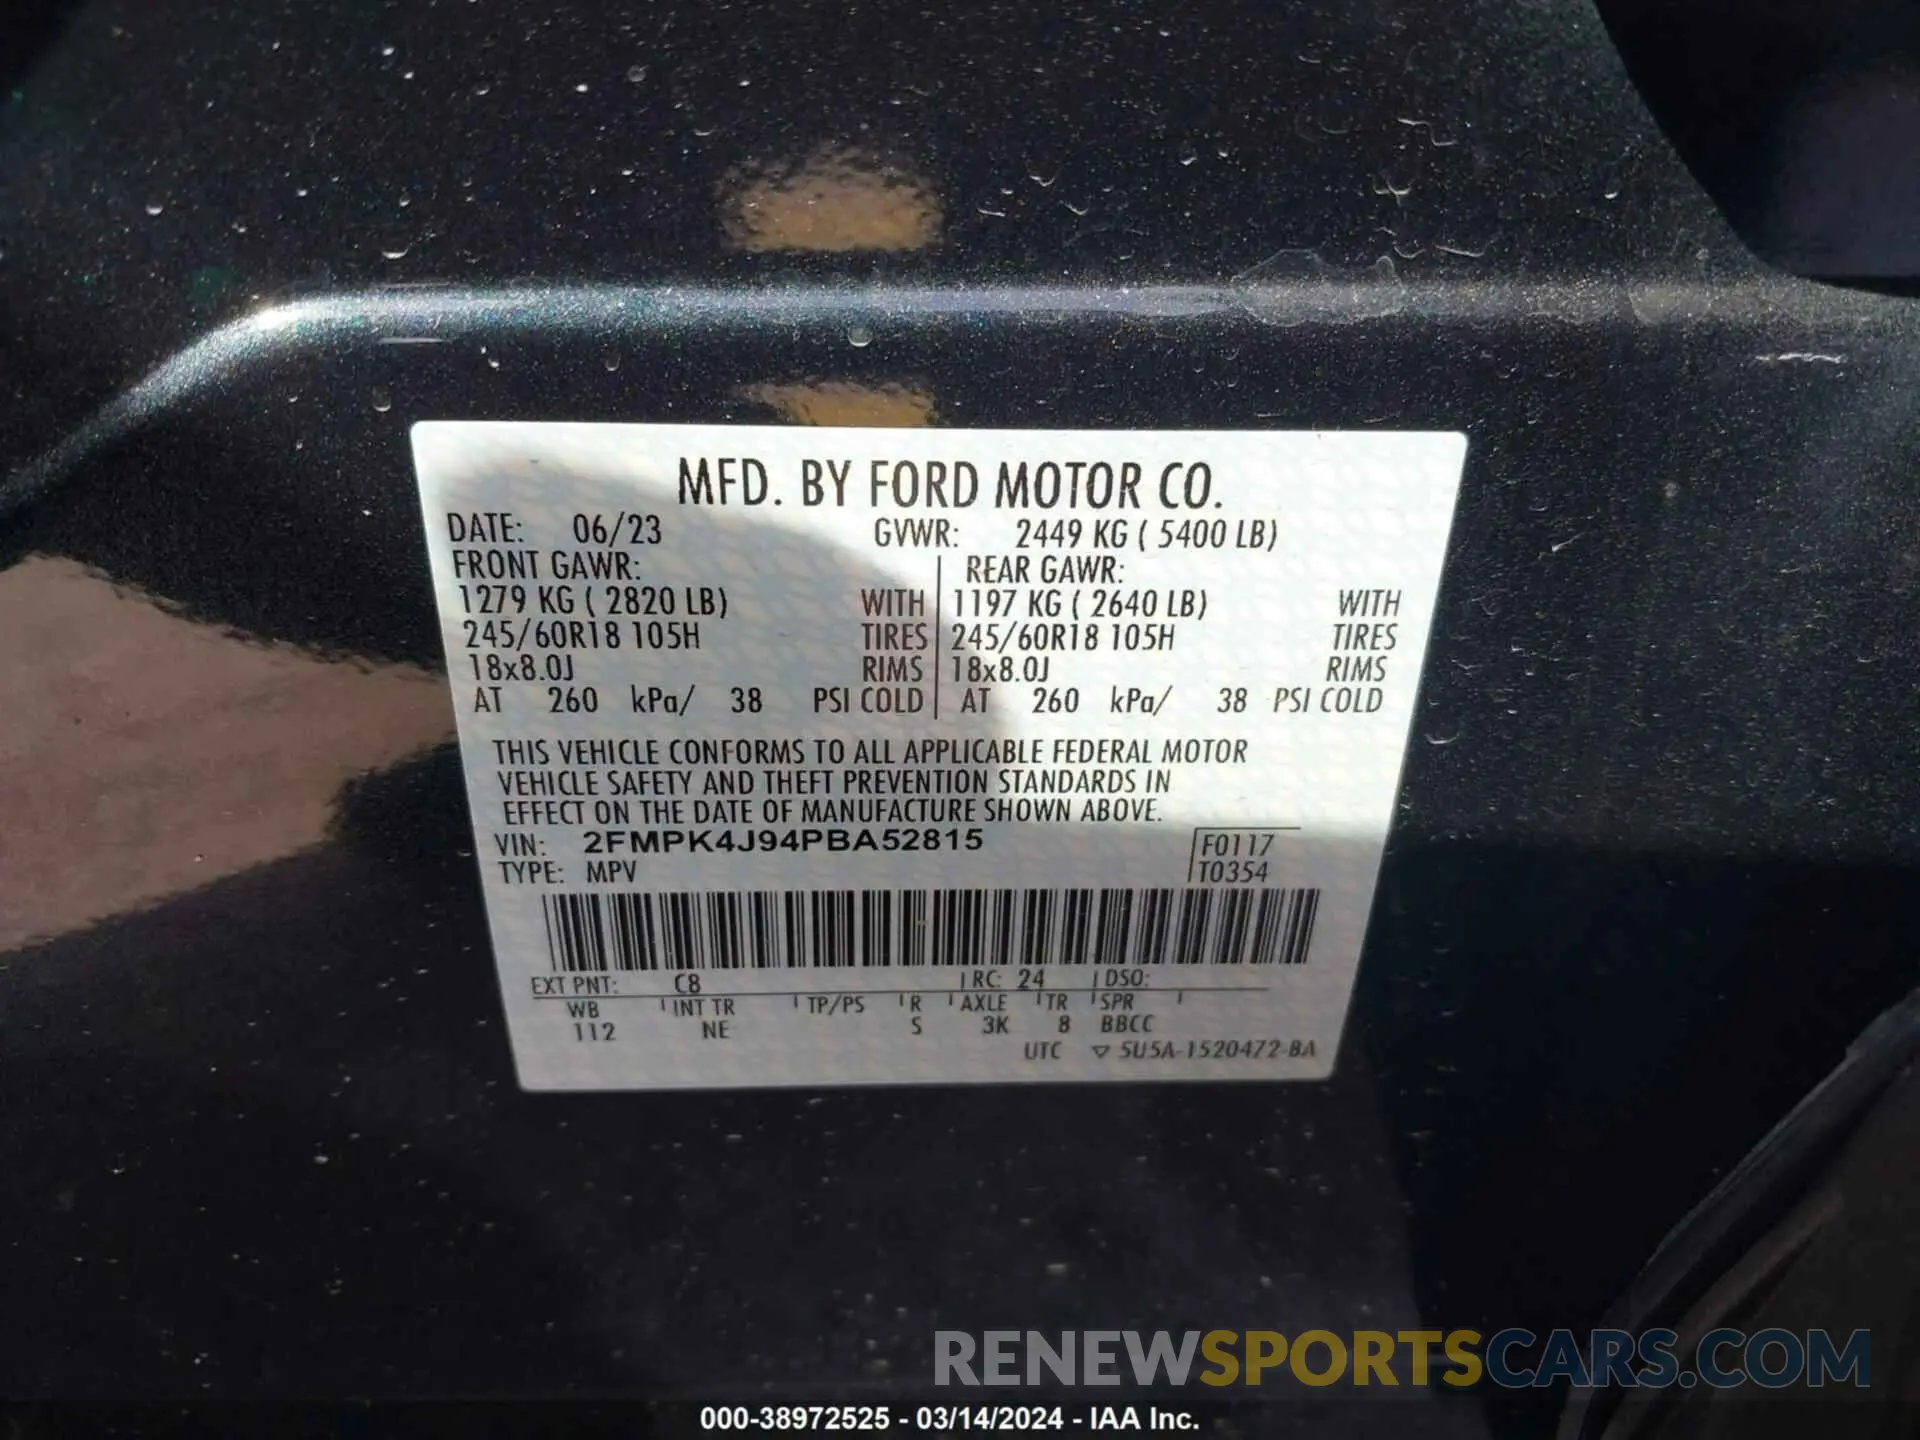 MFD. BY FORD MOTOR CO.
DATE: 06/23 GVWR: 2449 KG ( 5400 LB)
FRONT GAWR: REAR GAWR:
1279 KG ( 2820 LB) WITH 1197 KG ( 2640 LB) WITH
245/60R18 105H TIRES 245/60R18 105H TIRES
18x8.0J RIMS 18x8.0J RIMS
AT 260 kPa/ 38 PSI COLD AT 260 kPa/ 38 PSI COLD
THIS VEHICLE CONFORMS TO ALL APPLICABLE FEDERAL MOTOR
VEHICLE SAFETY AND THEFT PREVENTION STANDARDS IN
EFFECT ON THE DATE OF MANUFACTURE SHOWN ABOVE.
VIN: 2FMPK4J94PBA52815 F0117
TYPE: MPV T0354
EXT PNT: C8 RC: 24 DSO:
WB INT TR TP/PS R AXLE TR SPR
112 NE S 3K 8 BBCC
UTC ▽ 5U5A-1520472-BA
RENEWSPORTSCARS.COM
000-38972525 - 03/14/2024 - IAA Inc.